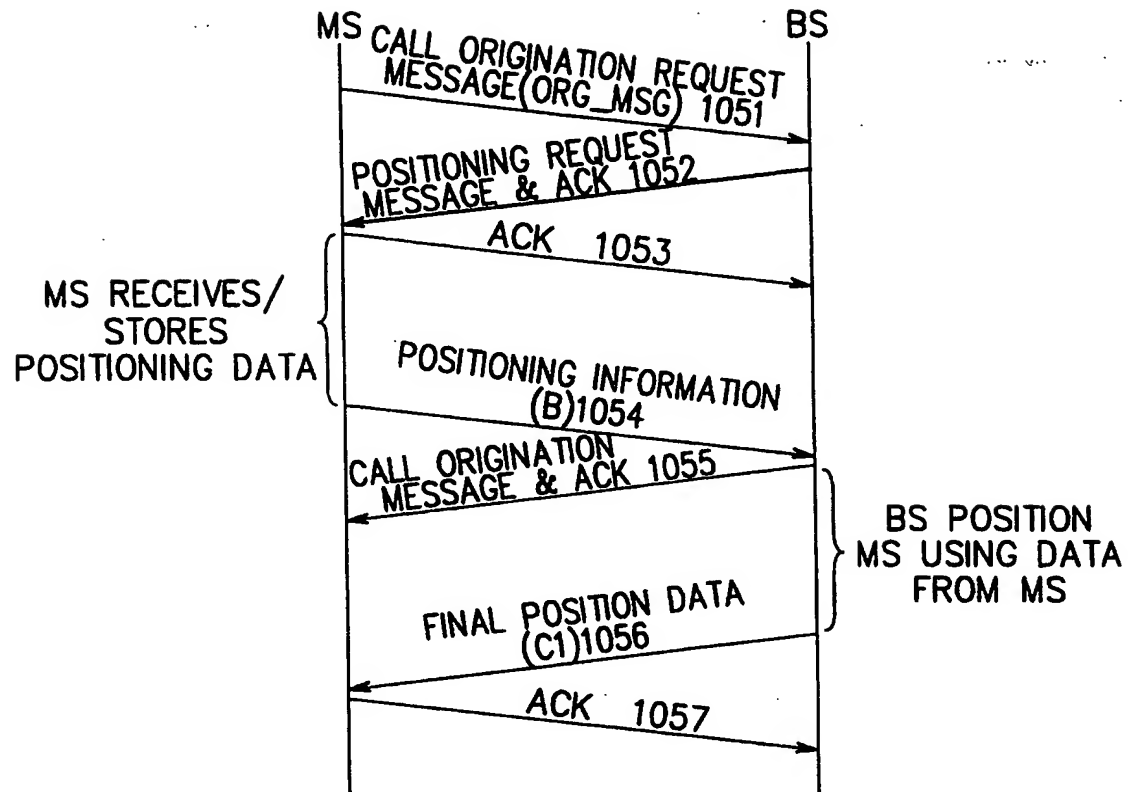 MS
BS
CALL ORIGINATION REQUEST
MESSAGE(ORG_MSG) 1051
POSITIONING REQUEST
MESSAGE & ACK 1052
ACK 1053
MS RECEIVES/
STORES
POSITIONING DATA
POSITIONING INFORMATION
(B)1054
CALL ORIGINATION
MESSAGE & ACK 1055
BS POSITION
MS USING DATA
FROM MS
FINAL POSITION DATA
(C1)1056
ACK 1057